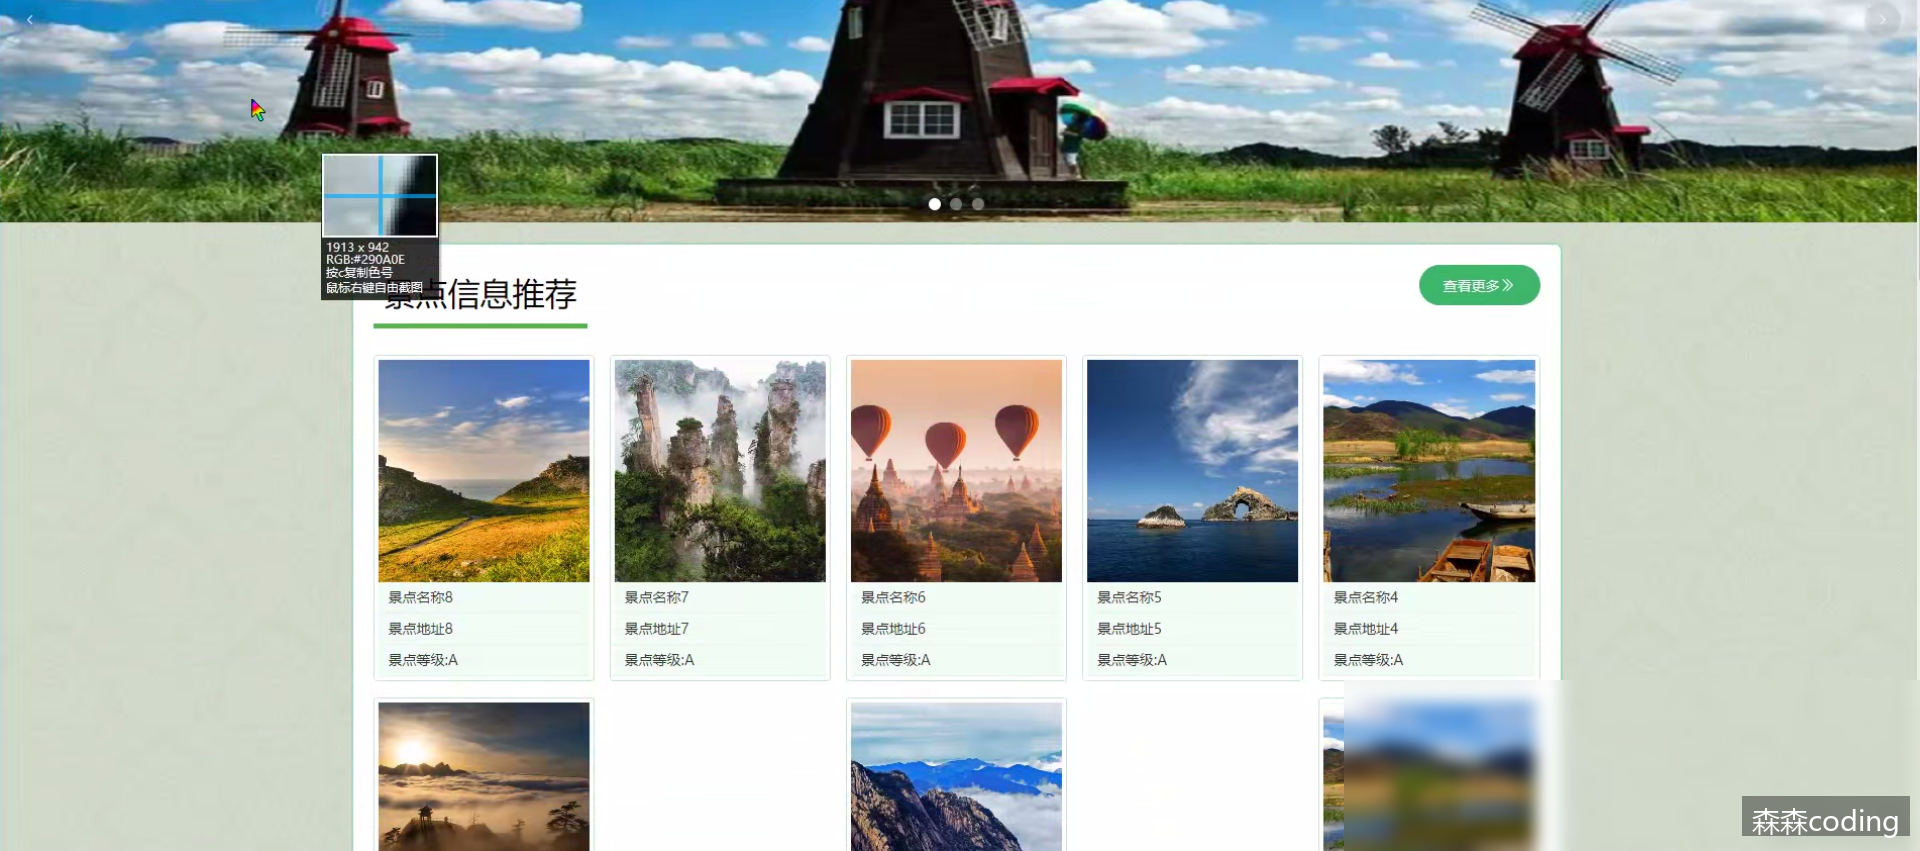 1913 x 942
RGB:#290A0E
按c复制色号
鼠标右键自由截图
景点信息推荐
查看更多
景点名称8
景点地址8
景点等级:A
景点名称7
景点地址7
景点等级:A
景点名称6
景点地址6
景点等级:A
景点名称5
景点地址5
景点等级:A
景点名称4
景点地址4
景点等级:A
森森coding